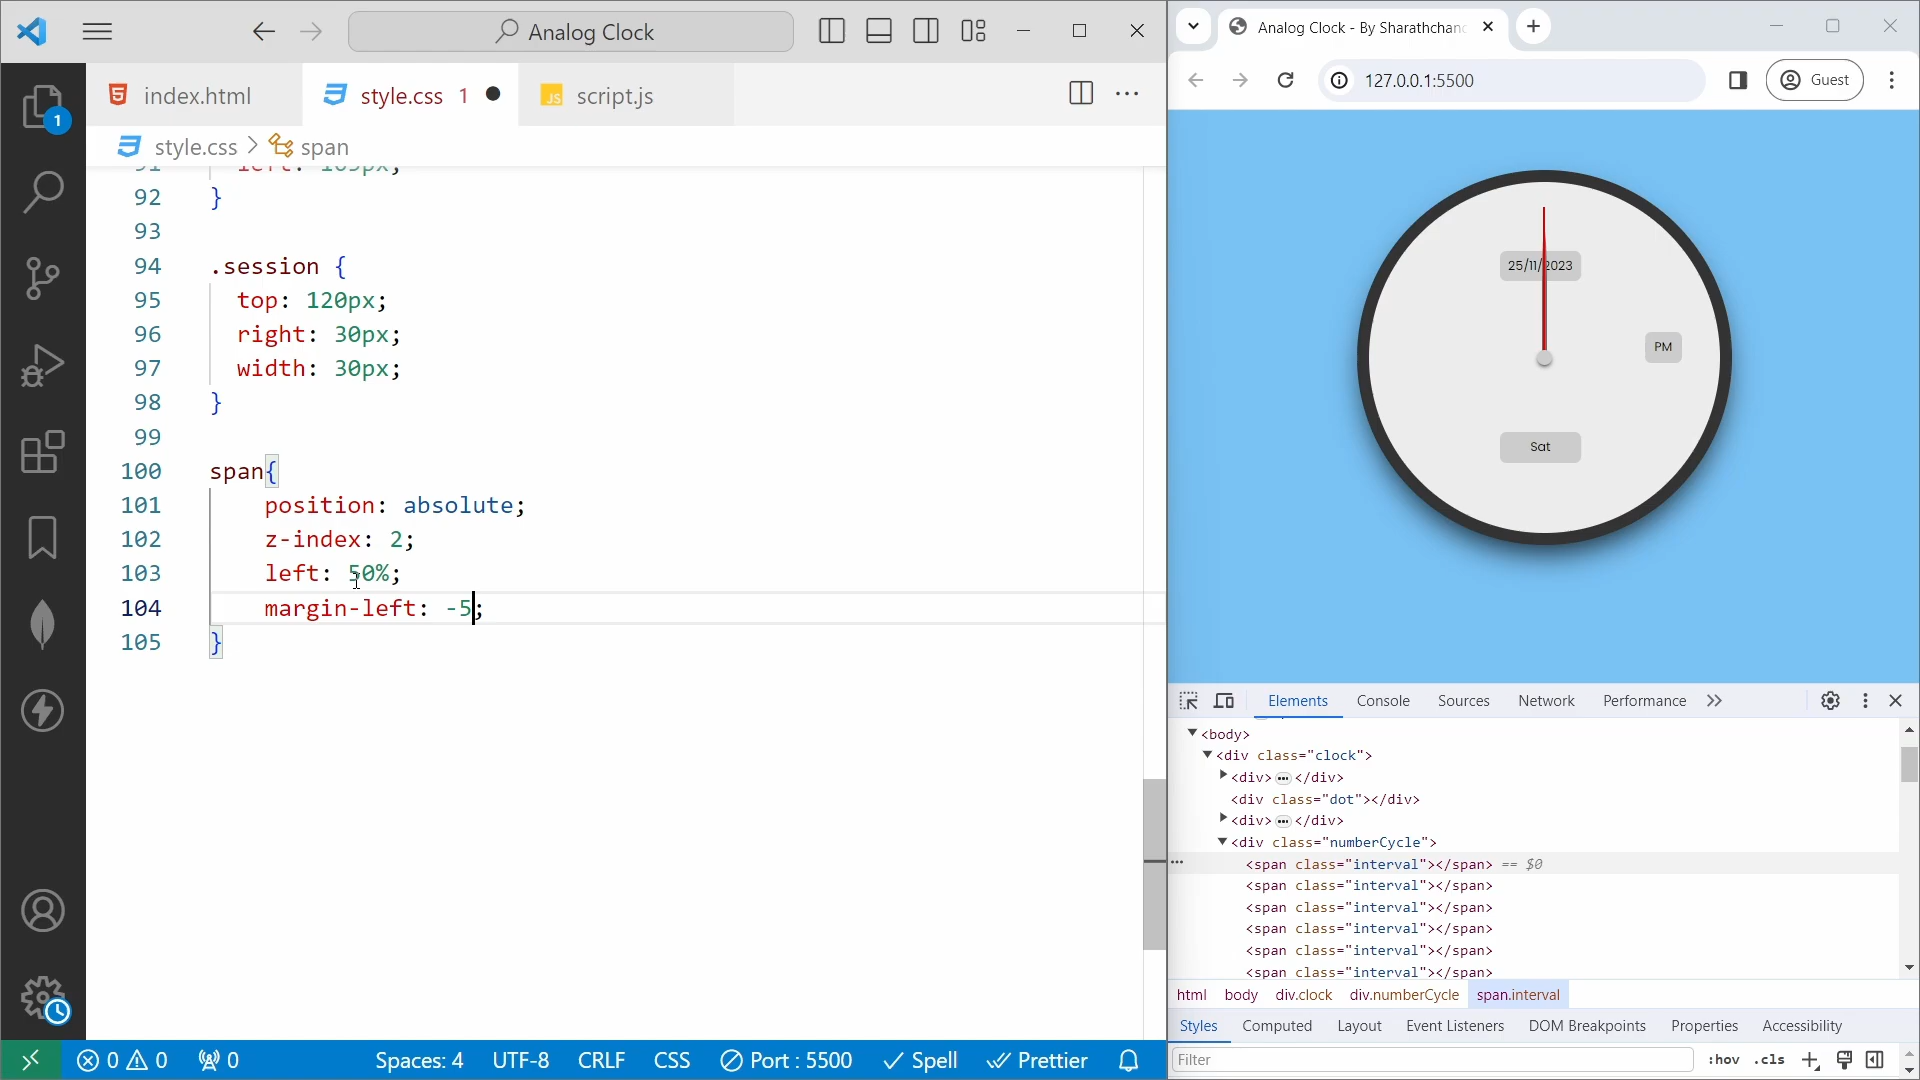 Analog Clock
index.html
style.css 1
JS script.js
style.css > span
1
91 left: 105px;
92 }
93
94 .session {
95 top: 120px;
96 right: 30px;
97 width: 30px;
98 }
99
100 span{
101 position: absolute;
102 z-index: 2;
103 left: 50%;
104 margin-left: -5;
105 }
0 0 0 Spaces: 4 UTF-8 CRLF CSS Port : 5500 Spell Prettier
Analog Clock - By Sharathchan
127.0.0.1:5500
Guest
25/11/2023
PM
Sat
Elements Console Sources Network Performance
<body>
<div class="clock">
<div> ••• </div>
<div class="dot"></div>
<div> ••• </div>
<div class="numberCycle">
<span class="interval"></span> == $0
<span class="interval"></span>
<span class="interval"></span>
<span class="interval"></span>
<span class="interval"></span>
<span class="interval"></span>
html body div.clock div.numberCycle span.interval
Styles Computed Layout Event Listeners DOM Breakpoints Properties Accessibility
Filter :hov .cls